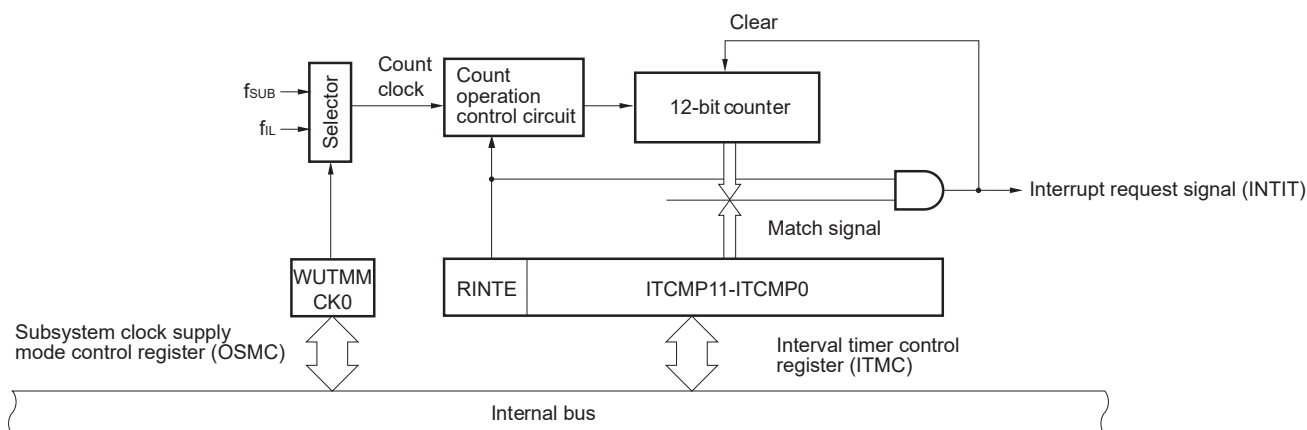 Clear
Count
clock
Count
operation
control circuit
12-bit counter
fSUB
fIL
Selector
Interrupt request signal (INTIT)
Match signal
WUTMM
CK0
RINTE
ITCMP11-ITCMP0
Subsystem clock supply
mode control register (OSMC)
Interval timer control
register (ITMC)
Internal bus